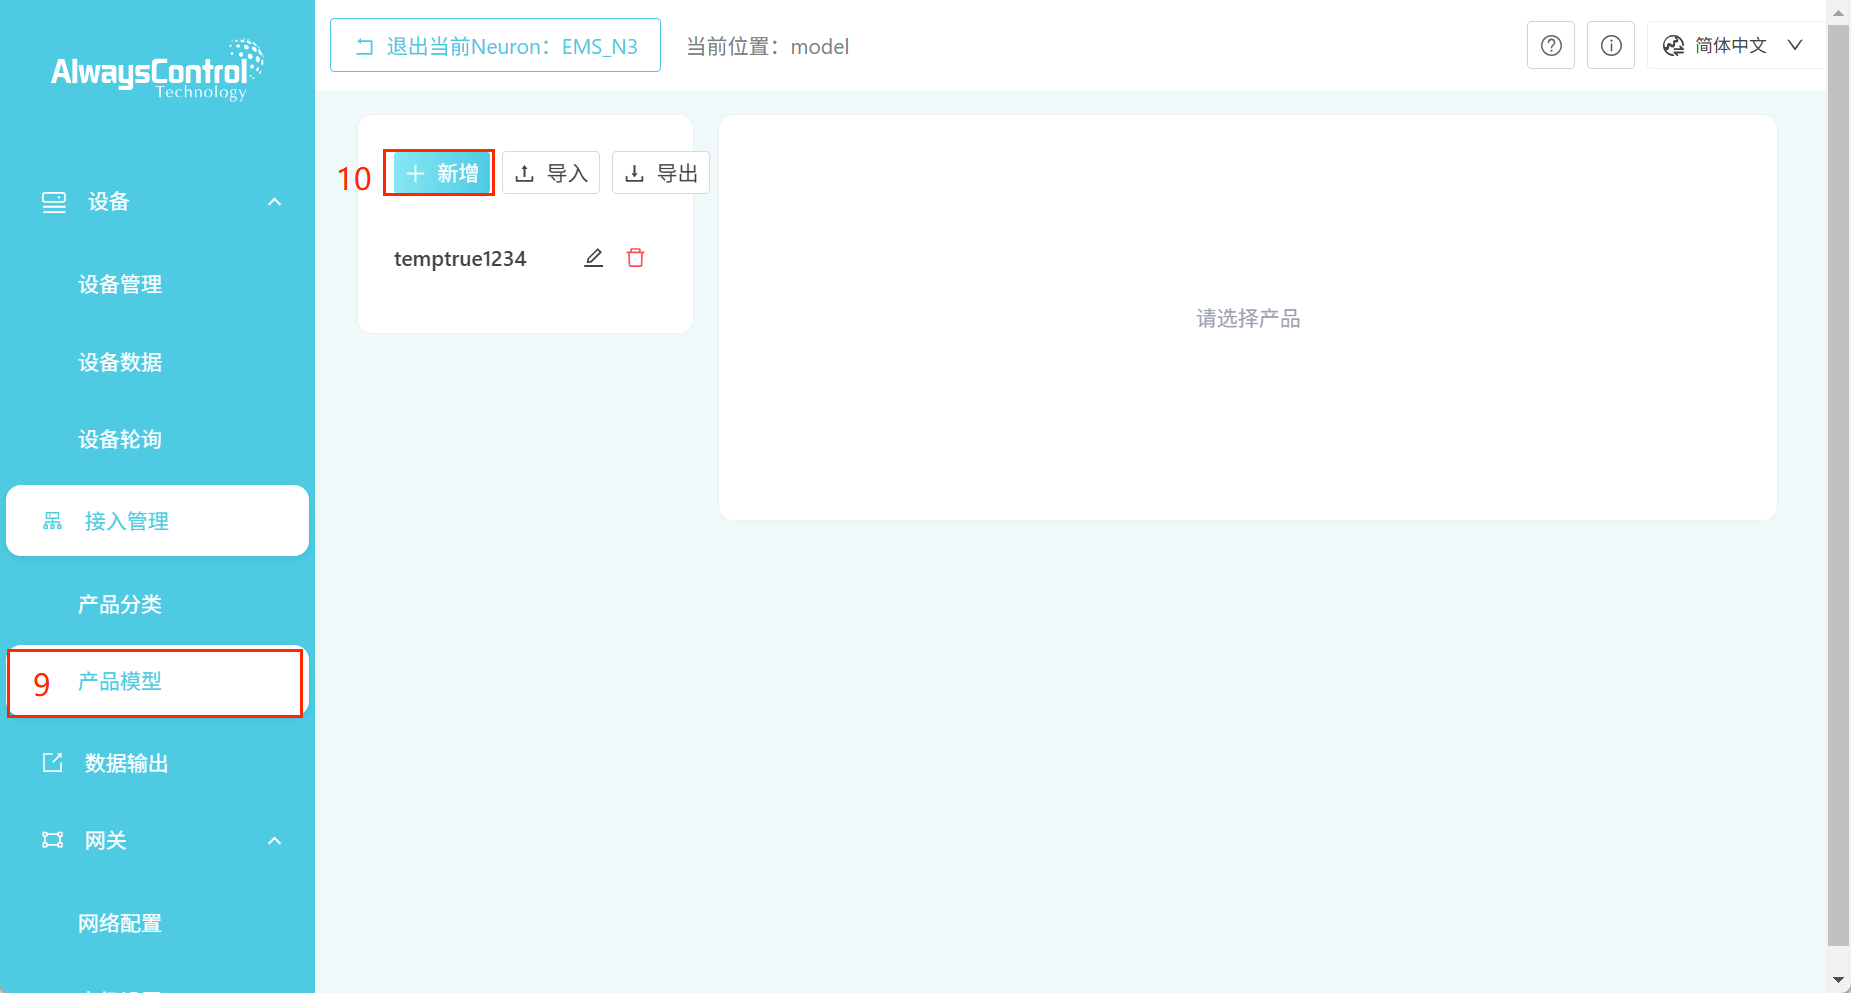 AlwaysControl
Technology
退出当前Neuron：EMS_N3
当前位置：model
简体中文
设备
设备管理
设备数据
设备轮询
接入管理
产品分类
9 产品模型
数据输出
网关
网络配置
10 新增
导入
导出
temptrue1234
请选择产品